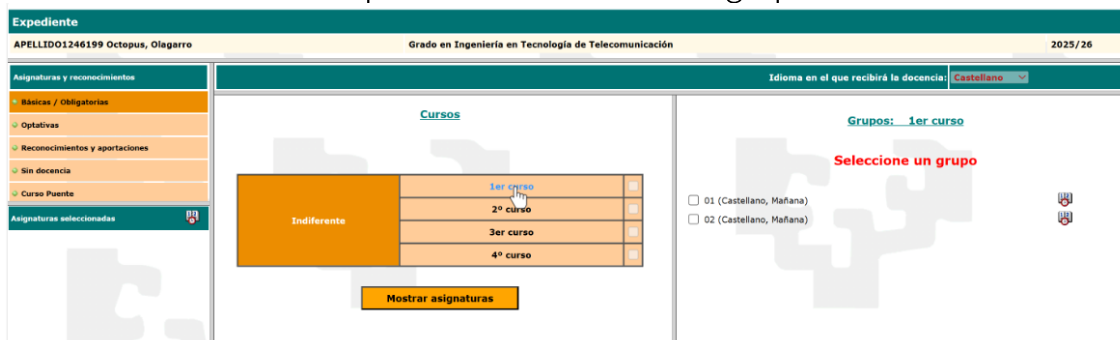 Expediente
APELLIDO1246199 Octopus, Olagarro Grado en Ingeniería en Tecnología de Telecomunicación 2025/26
Asignaturas y reconocimientos
Idioma en el que recibirá la docencia: Castellano
Básicas / Obligatorias
Optativas
Reconocimientos y aportaciones
Sin docencia
Curso Puente
Asignaturas seleccionadas
Cursos
Indiferente
1er curso
2º curso
3er curso
4º curso
Mostrar asignaturas
Grupos: 1er curso
Seleccione un grupo
01 (Castellano, Mañana)
02 (Castellano, Mañana)